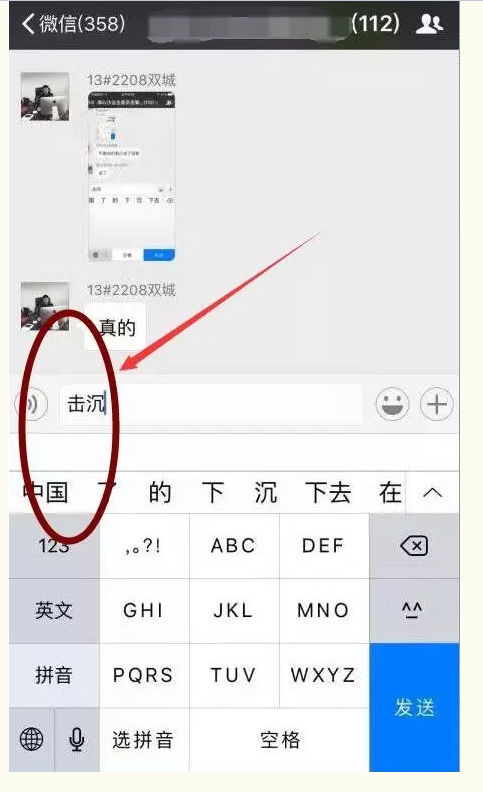 微信(358) (112)
13#2208双城
13#2208双城
真的
击沉
中国 了 的 下 沉 下去 在
123 ,。?! ABC DEF
英文 GHI JKL MNO ^^
拼音 PQRS TUV WXYZ
发送
选拼音 空格